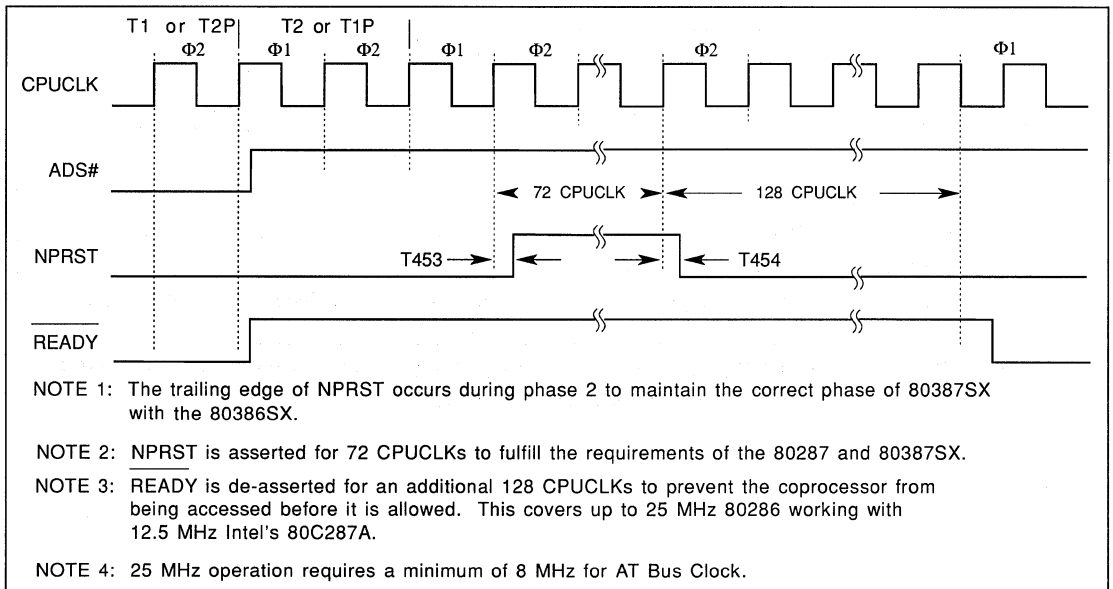 T1 or T2P T2 or T1P
Φ2 Φ1 Φ2 Φ1 Φ2 Φ2 Φ1
CPUCLK
ADS#
72 CPUCLK 128 CPUCLK
NPRST
T453 T454
READY
NOTE 1: The trailing edge of NPRST occurs during phase 2 to maintain the correct phase of 80387SX
with the 80386SX.
NOTE 2: NPRST is asserted for 72 CPUCLKs to fulfill the requirements of the 80287 and 80387SX.
NOTE 3: READY is de-asserted for an additional 128 CPUCLKs to prevent the coprocessor from
being accessed before it is allowed. This covers up to 25 MHz 80286 working with
12.5 MHz Intel's 80C287A.
NOTE 4: 25 MHz operation requires a minimum of 8 MHz for AT Bus Clock.